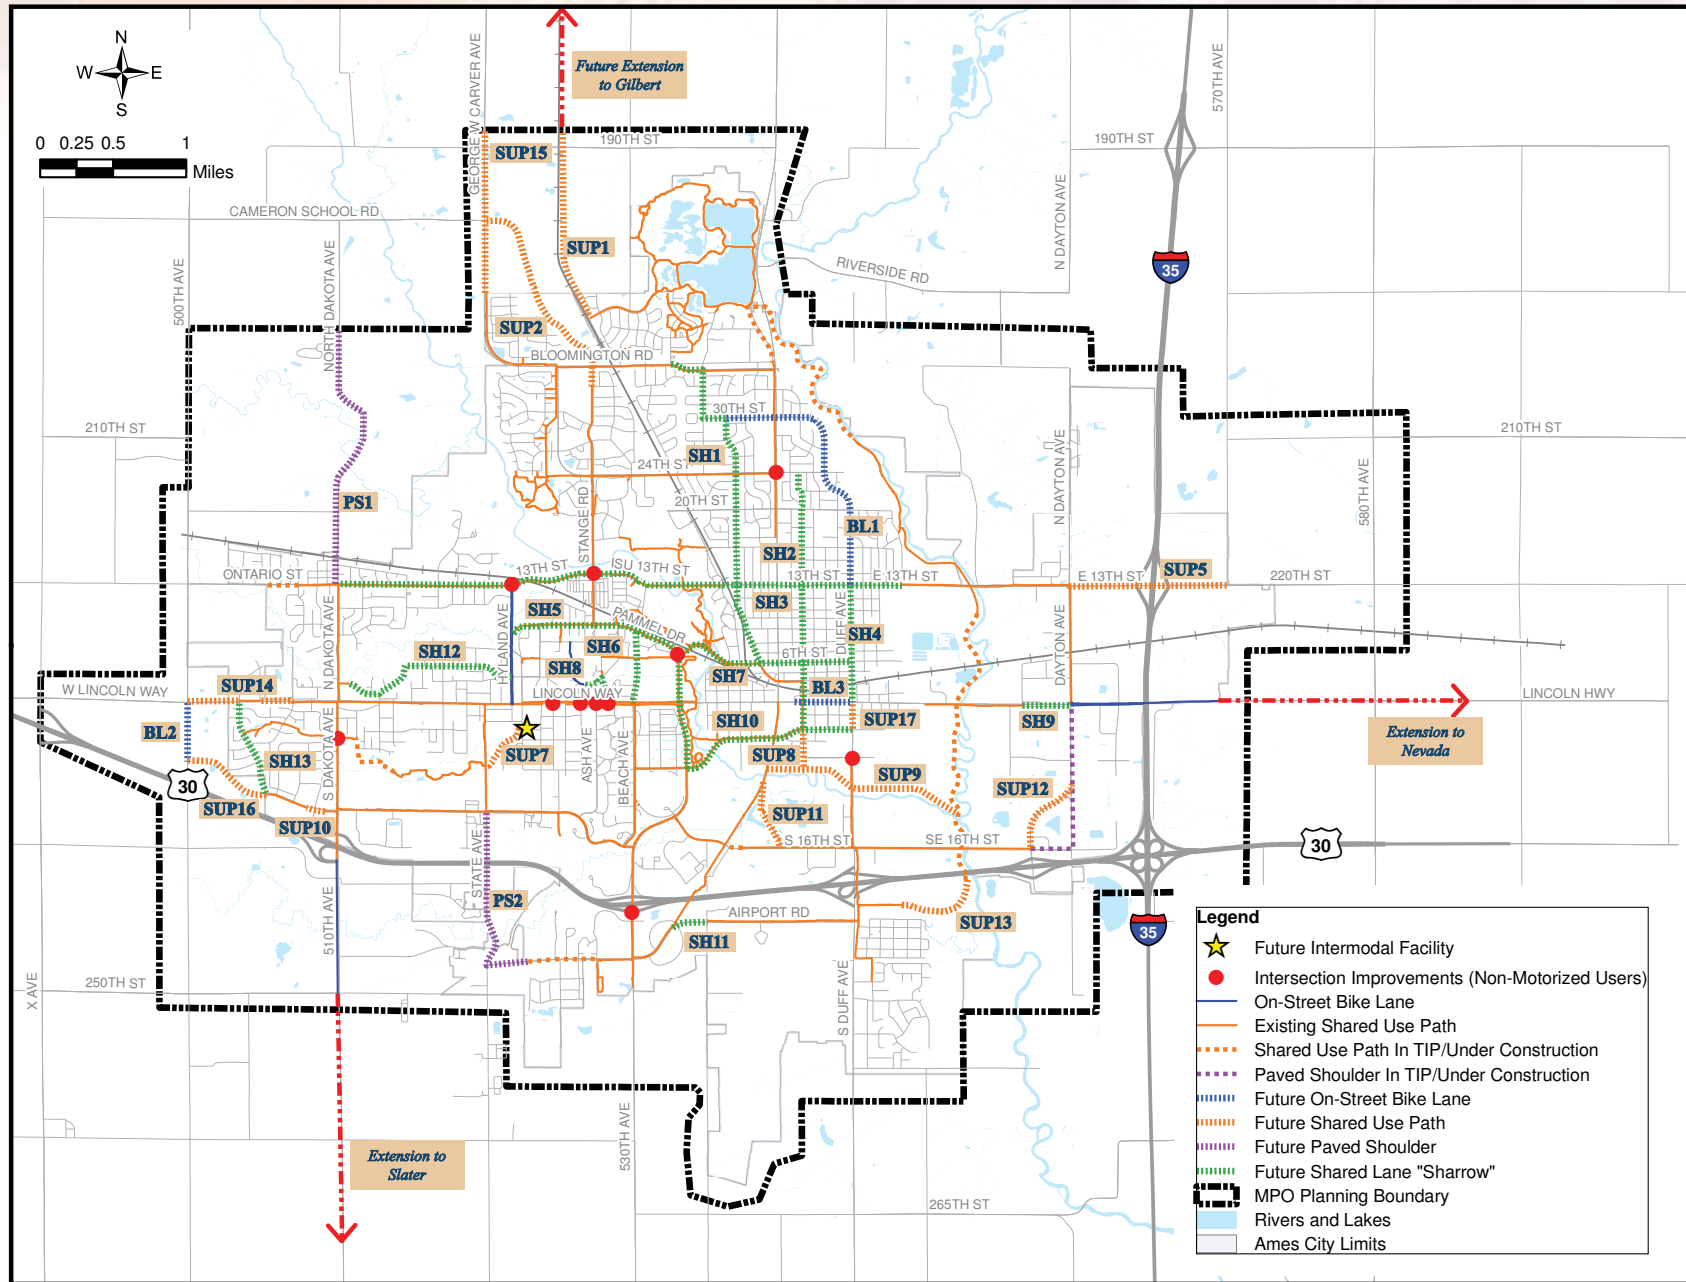 N
W E
S
0 0.25 0.5 1
Miles
Future Extension
to Gilbert
GEORGE W CARVER AVE
570TH AVE
190TH ST
190TH ST
SUP15
CAMERON SCHOOL RD
N DAYTON AVE
NORTH DAKOTA AVE
500TH AVE
SUP1
RIVERSIDE RD
35
SUP2
BLOOMINGTON RD
30TH ST
210TH ST
210TH ST
SH1
24TH ST
N DAYTON AVE
580TH AVE
20TH ST
PS1
STANGE RD
BL1
SH2
ONTARIO ST
13TH ST
ISU 13TH ST
13TH ST
E 13TH ST
E 13TH ST
SUP5
220TH ST
SH3
SH5
PAMMEL DR
DUFF AVE
SH4
N DAKOTA AVE
HYLAND AVE
DAYTON AVE
SH12
SH6
6TH ST
SH8
SH7
W LINCOLN WAY
SUP14
LINCOLN WAY
BL3
LINCOLN HWY
BL2
SH10
SUP17
SH9
Extension to
Nevada
S DAKOTA AVE
SH13
SUP7
ASH AVE
BEACH AVE
SUP8
SUP9
30
SUP16
SUP12
SUP10
SUP11
S 16TH ST
SE 16TH ST
30
STATE AVE
PS2
510TH AVE
AIRPORT RD
SH11
SUP13
35
X AVE
250TH ST
S DUFF AVE
530TH AVE
Extension to
Slater
265TH ST
Legend
Future Intermodal Facility
Intersection Improvements (Non-Motorized Users)
On-Street Bike Lane
Existing Shared Use Path
Shared Use Path In TIP/Under Construction
Paved Shoulder In TIP/Under Construction
Future On-Street Bike Lane
Future Shared Use Path
Future Paved Shoulder
Future Shared Lane "Sharrow"
MPO Planning Boundary
Rivers and Lakes
Ames City Limits